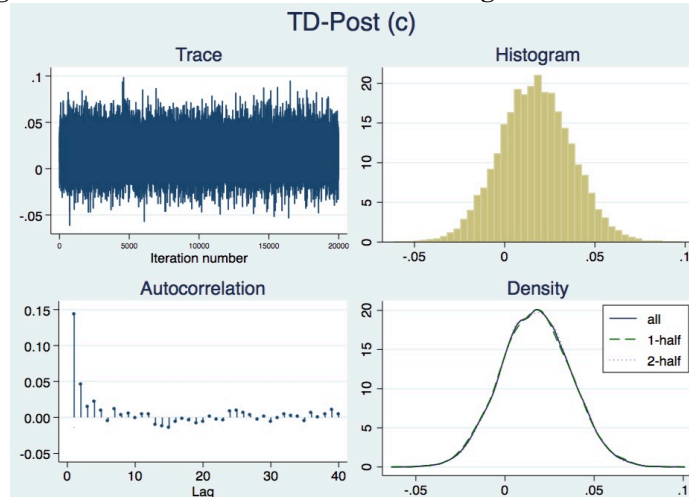 TD-Post (c)
Trace
.1
.05
0
-.05
0 5000 10000 15000 20000
Iteration number
Histogram
20
15
10
5
0
-.05 0 .05 .1
Autocorrelation
0.15
0.10
0.05
0.00
-0.05
0 10 20 30 40
Lag
Density
20
15
10
5
0
all
1-half
2-half
-.05 0 .05 .1